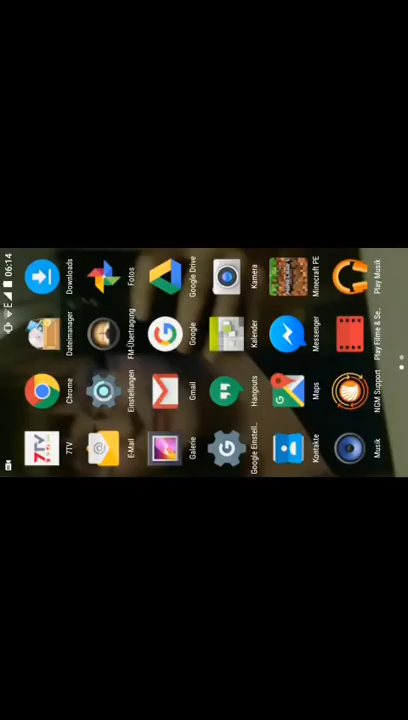 E 06:14
7TV Chrome Dateimanager Downloads
E-Mail Einstellungen FM-Übertragung Fotos
Galerie Gmail Google Google Drive
Google Einstell.. Hangouts Kalender Kamera
Kontakte Maps Messenger Minecraft PE
Musik NGM Support Play Filme & Se.. Play Musik